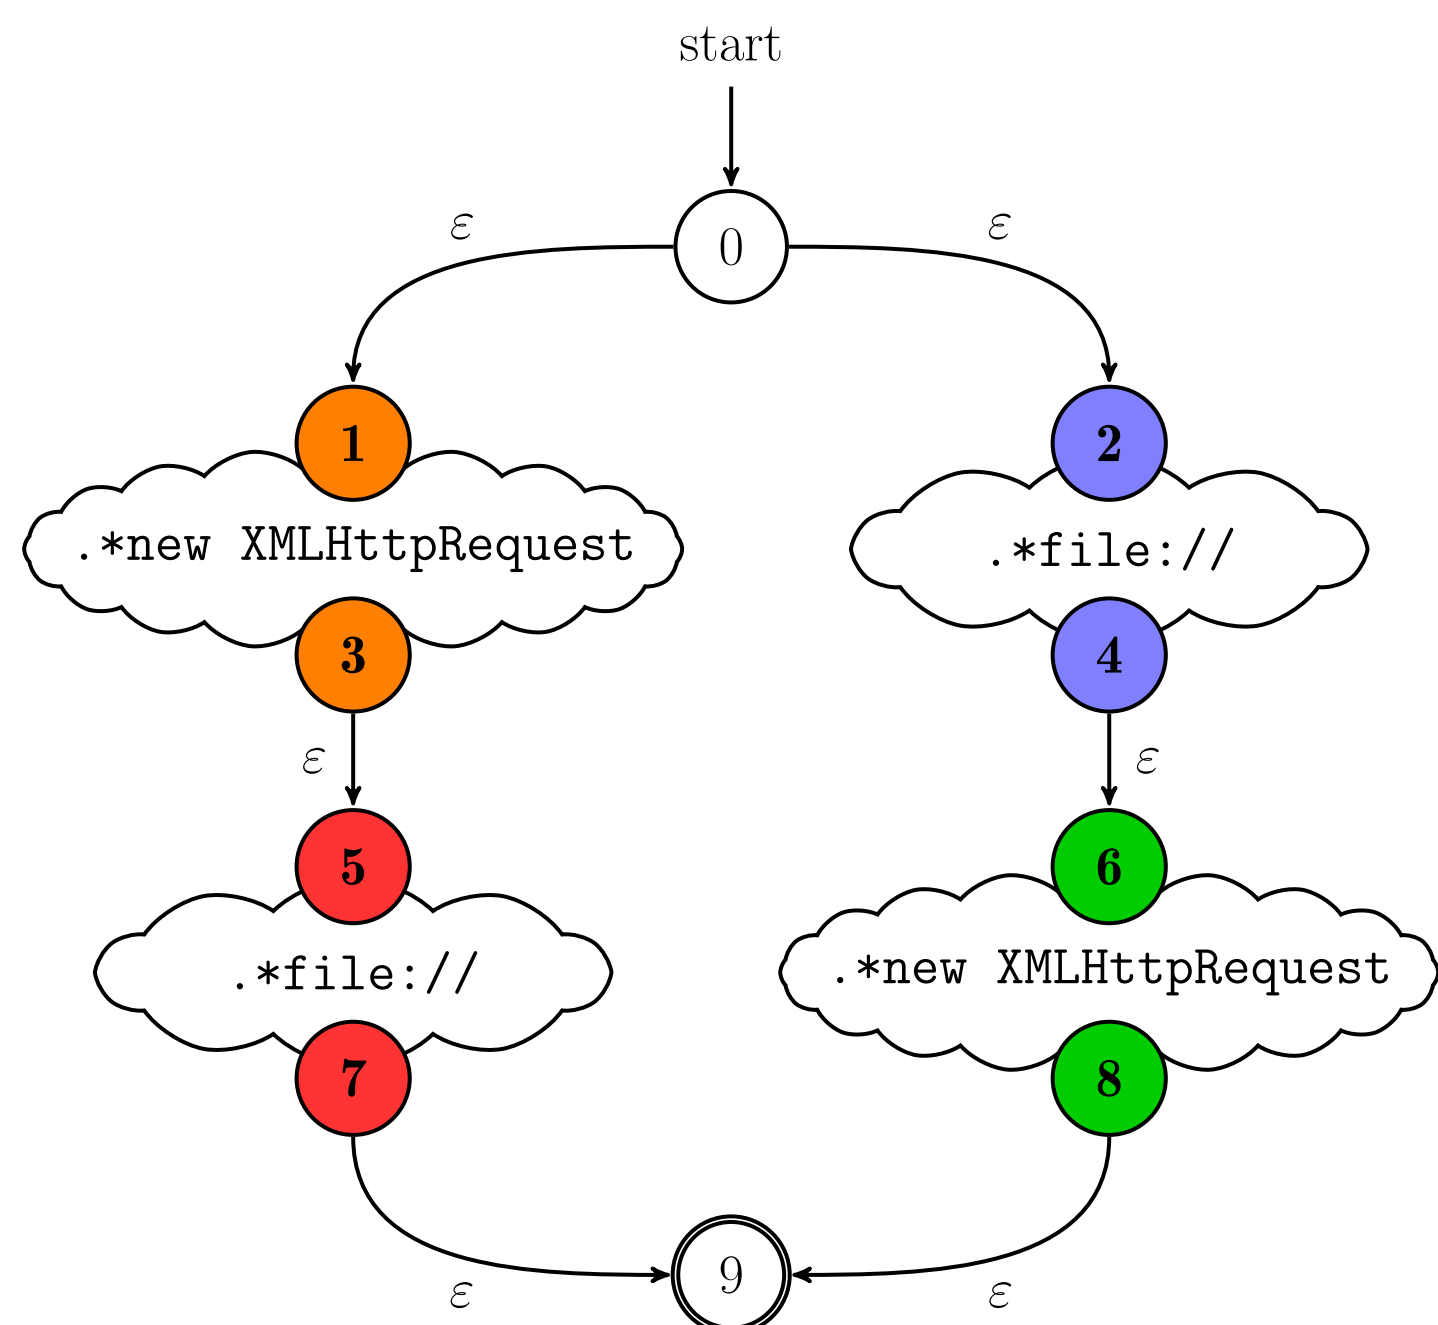 start
ε ε
0
1 2
.*new XMLHttpRequest .*file://
3 4
ε ε
5 6
.*file:// .*new XMLHttpRequest
7 8
9
ε ε